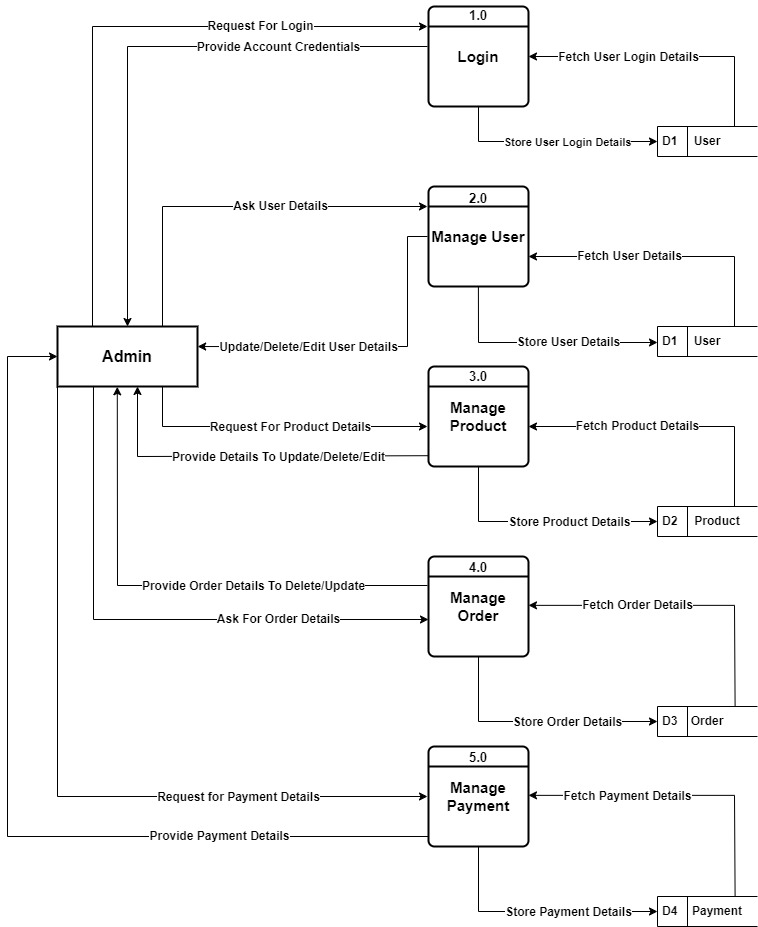 1.0
Request For Login
Provide Account Credentials
Login
Fetch User Login Details
Store User Login Details
D1
User
2.0
Ask User Details
Manage User
Fetch User Details
Update/Delete/Edit User Details
Store User Details
D1
User
Admin
3.0
Manage
Product
Request For Product Details
Fetch Product Details
Provide Details To Update/Delete/Edit
Store Product Details
D2
Product
4.0
Manage
Order
Provide Order Details To Delete/Update
Ask For Order Details
Fetch Order Details
Store Order Details
D3
Order
5.0
Manage
Payment
Request for Payment Details
Fetch Payment Details
Provide Payment Details
Store Payment Details
D4
Payment